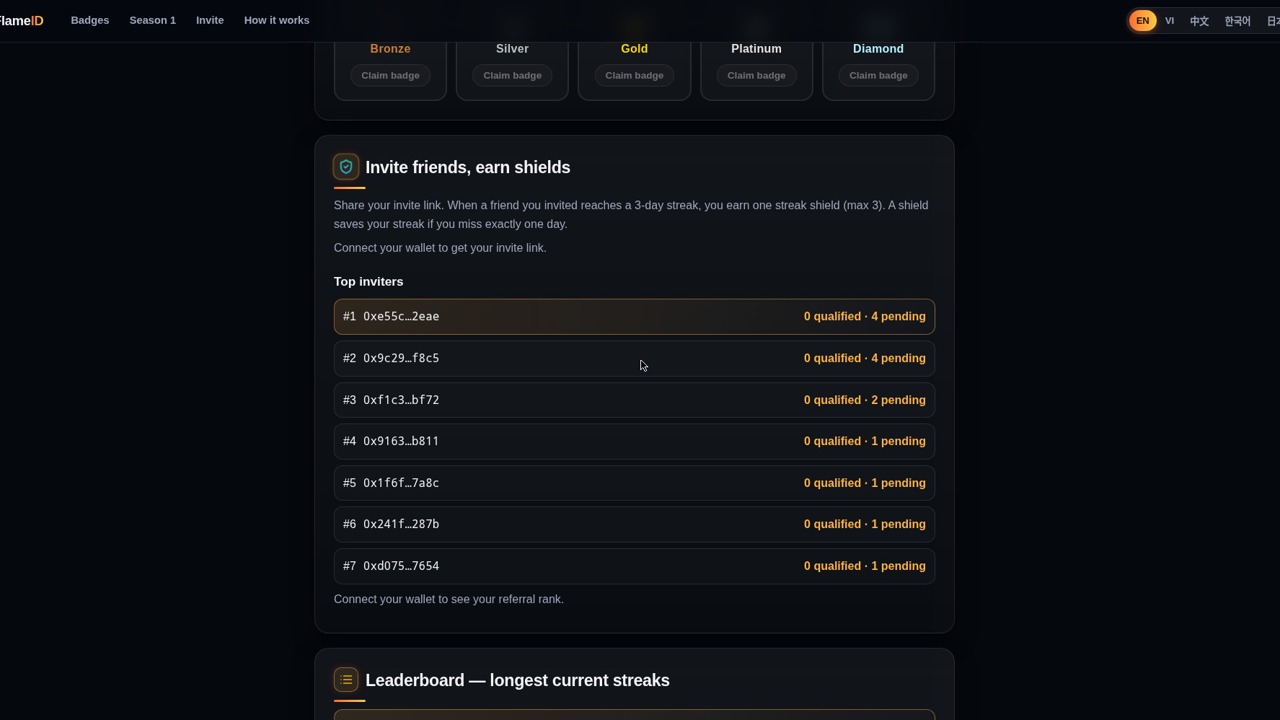 FlameID
Badges
Season 1
Invite
How it works
EN
VI
中文
한국어
Bronze
Silver
Gold
Platinum
Diamond
Claim badge
Claim badge
Claim badge
Claim badge
Claim badge
Invite friends, earn shields
Share your invite link. When a friend you invited reaches a 3-day streak, you earn one streak shield (max 3). A shield
saves your streak if you miss exactly one day.
Connect your wallet to get your invite link.
Top inviters
#1 0xe55c…2eae 0 qualified · 4 pending
#2 0x9c29…f8c5 0 qualified · 4 pending
#3 0xf1c3…bf72 0 qualified · 2 pending
#4 0x9163…b811 0 qualified · 1 pending
#5 0x1f6f…7a8c 0 qualified · 1 pending
#6 0x241f…287b 0 qualified · 1 pending
#7 0xd075…7654 0 qualified · 1 pending
Connect your wallet to see your referral rank.
Leaderboard — longest current streaks